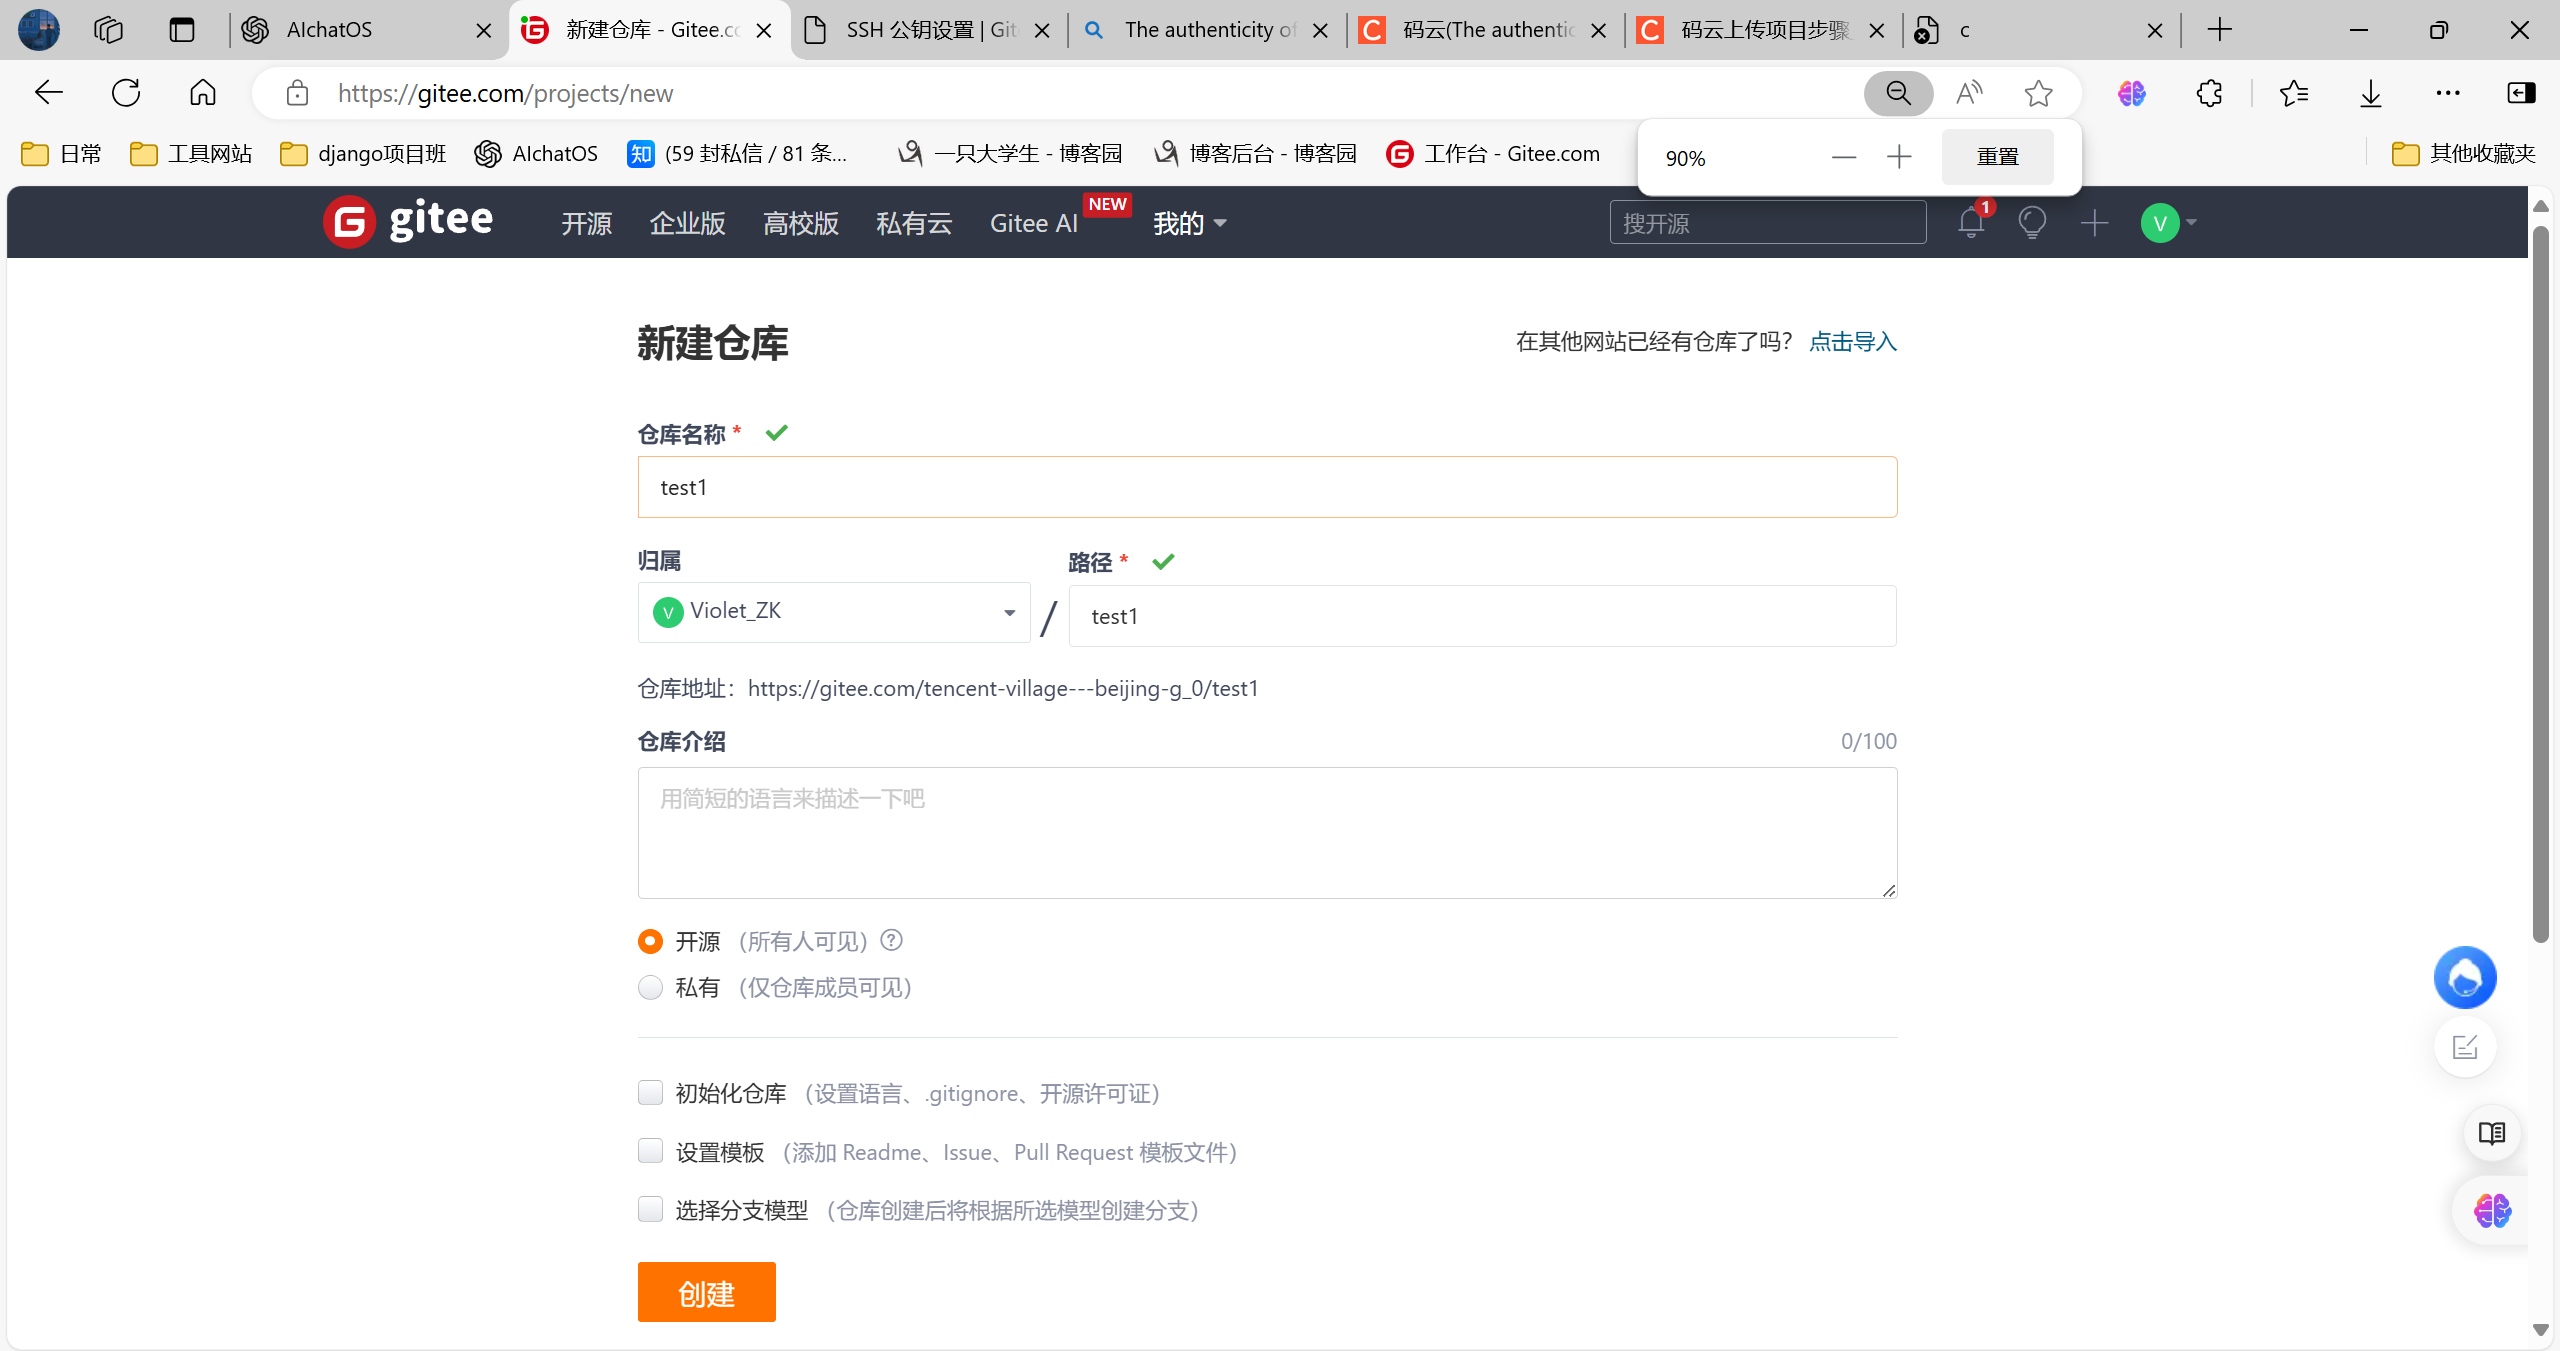 AIchatOS
新建仓库 - Gitee.cc
SSH 公钥设置 | Git
The authenticity of
码云(The authentic
码云上传项目步骤
c
https://gitee.com/projects/new
日常
工具网站
django项目班
AIchatOS
知 (59 封私信 / 81 条...
一只大学生 - 博客园
博客后台 - 博客园
工作台 - Gitee.com
90%
重置
其他收藏夹
gitee
开源
企业版
高校版
私有云
Gitee AI
NEW
我的
搜开源
1
V
新建仓库
在其他网站已经有仓库了吗？ 点击导入
仓库名称 *
test1
归属
路径 *
V Violet_ZK
/
test1
仓库地址：https://gitee.com/tencent-village---beijing-g_0/test1
仓库介绍
0/100
用简短的语言来描述一下吧
开源 （所有人可见）
私有 （仅仓库成员可见）
初始化仓库 （设置语言、.gitignore、开源许可证）
设置模板 （添加 Readme、Issue、Pull Request 模板文件）
选择分支模型 （仓库创建后将根据所选模型创建分支）
创建